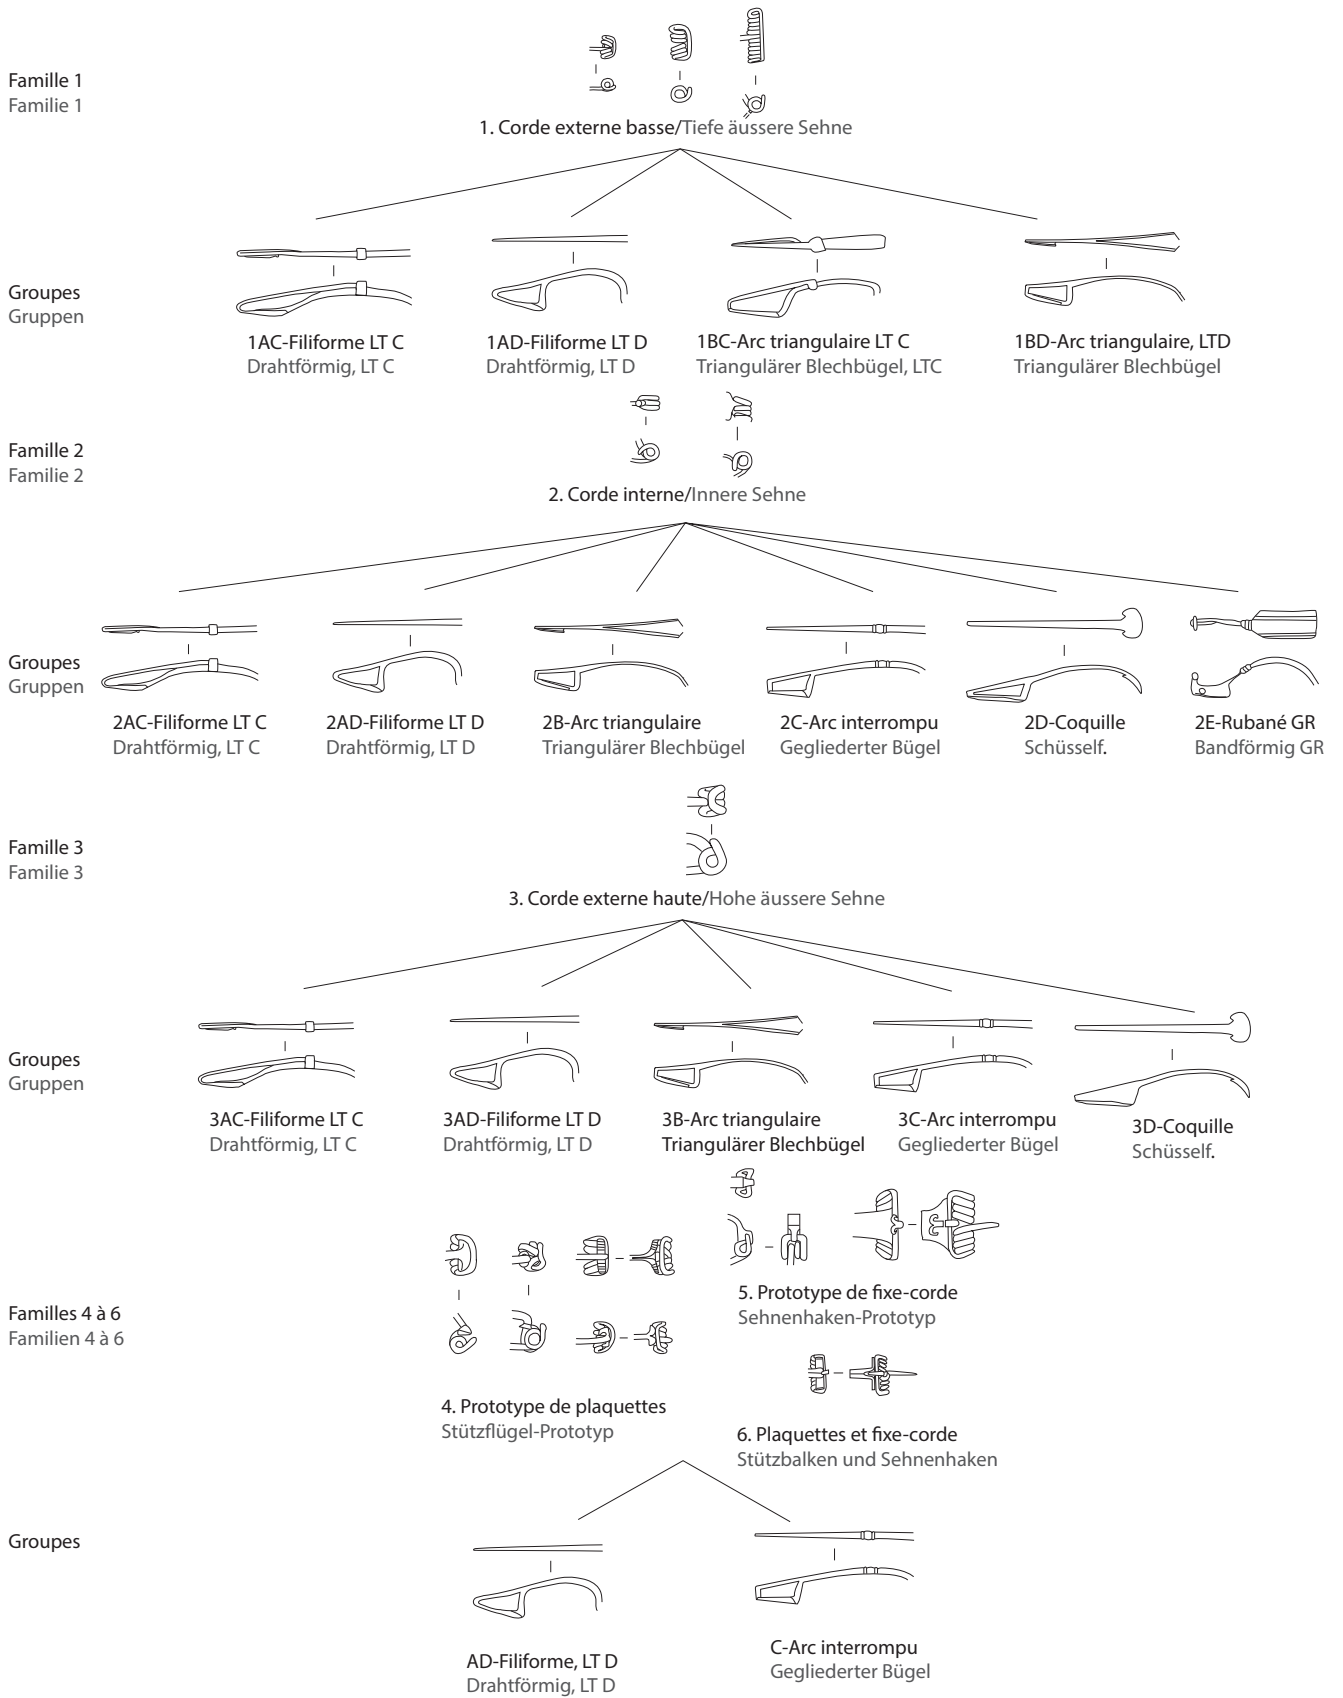 Famille 1
Familie 1
1. Corde externe basse/Tiefe äussere Sehne
Groupes
Gruppen
1AC-Filiforme LT C
Drahtförmig, LT C
1AD-Filiforme LT D
Drahtförmig, LT D
1BC-Arc triangulaire LT C
Triangulärer Blechbügel, LTC
1BD-Arc triangulaire, LTD
Triangulärer Blechbügel
Famille 2
Familie 2
2. Corde interne/Innere Sehne
Groupes
Gruppen
2AC-Filiforme LT C
Drahtförmig, LT C
2AD-Filiforme LT D
Drahtförmig, LT D
2B-Arc triangulaire
Triangulärer Blechbügel
2C-Arc interrompu
Gegliederter Bügel
2D-Coquille
Schüsself.
2E-Rubané GR
Bandförmig GR
Famille 3
Familie 3
3. Corde externe haute/Hohe äussere Sehne
Groupes
Gruppen
3AC-Filiforme LT C
Drahtförmig, LT C
3AD-Filiforme LT D
Drahtförmig, LT D
3B-Arc triangulaire
Triangulärer Blechbügel
3C-Arc interrompu
Gegliederter Bügel
3D-Coquille
Schüsself.
Familles 4 à 6
Familien 4 à 6
4. Prototype de plaquettes
Stützflügel-Prototyp
5. Prototype de fixe-corde
Sehnenhaken-Prototyp
6. Plaquettes et fixe-corde
Stützbalken und Sehnenhaken
Groupes
AD-Filiforme, LT D
Drahtförmig, LT D
C-Arc interrompu
Gegliederter Bügel